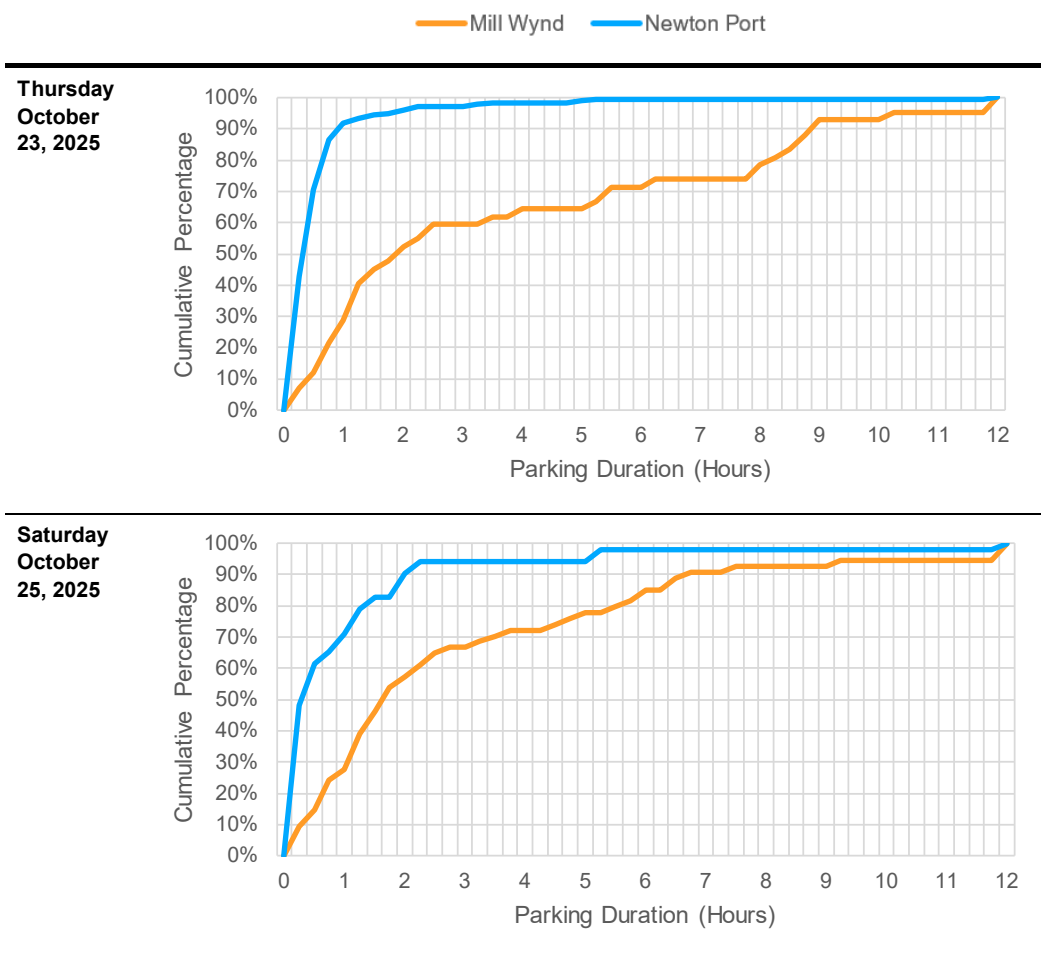 Mill Wynd Newton Port
Thursday
October
23, 2025
100%
90%
80%
70%
60%
50%
40%
30%
20%
10%
0%
Cumulative Percentage
0 1 2 3 4 5 6 7 8 9 10 11 12
Parking Duration (Hours)
Saturday
October
25, 2025
100%
90%
80%
70%
60%
50%
40%
30%
20%
10%
0%
Cumulative Percentage
0 1 2 3 4 5 6 7 8 9 10 11 12
Parking Duration (Hours)